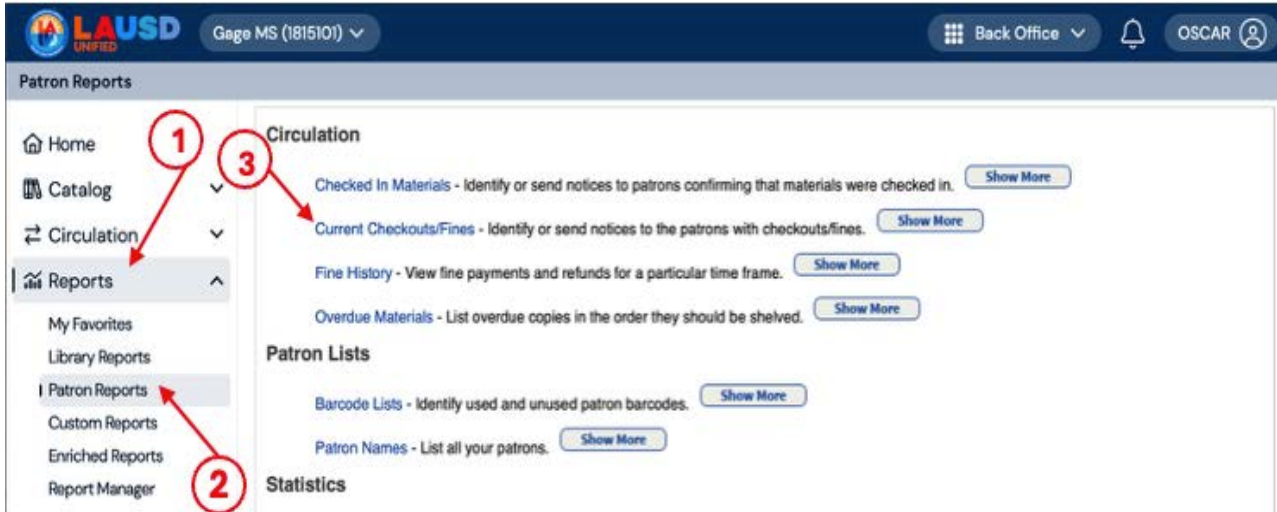 LAUSD
UNIFIED
Gage MS (1815101)
Back Office
OSCAR
Patron Reports
Home
Catalog
Circulation
Reports
My Favorites
Library Reports
Patron Reports
Custom Reports
Enriched Reports
Report Manager
1
2
3
Circulation
Checked In Materials - Identify or send notices to patrons confirming that materials were checked in. Show More
Current Checkouts/Fines - Identify or send notices to the patrons with checkouts/fines. Show More
Fine History - View fine payments and refunds for a particular time frame. Show More
Overdue Materials - List overdue copies in the order they should be shelved. Show More
Patron Lists
Barcode Lists - Identify used and unused patron barcodes. Show More
Patron Names - List all your patrons. Show More
Statistics